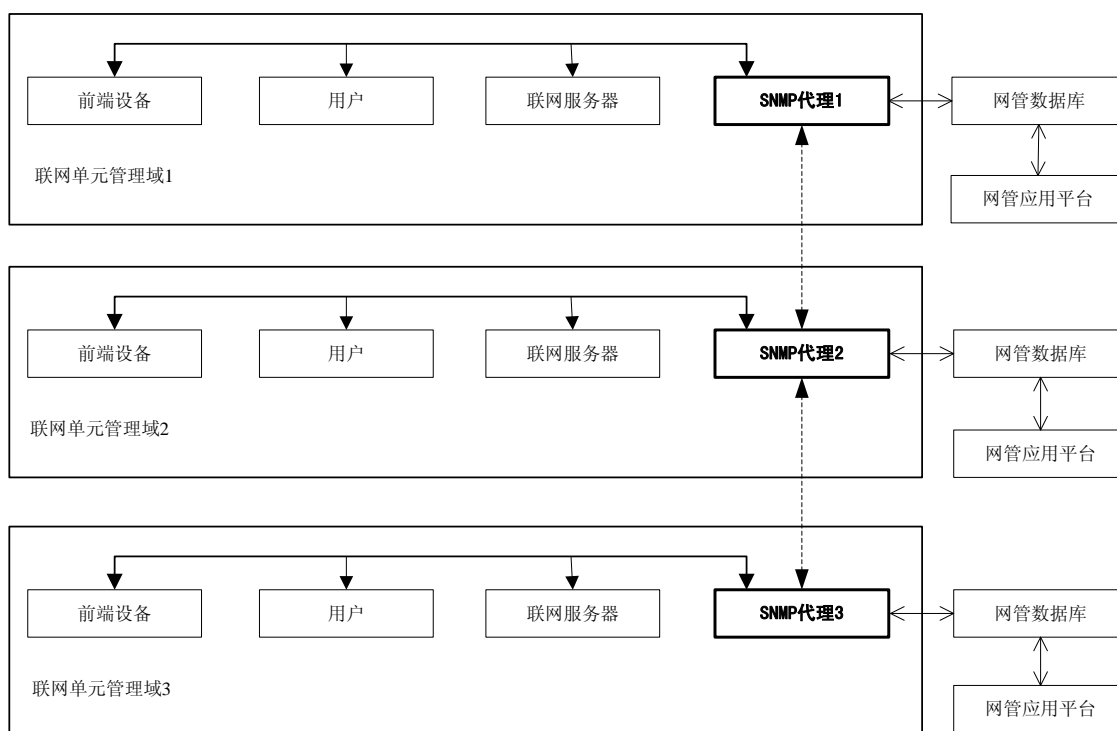 前端设备
用户
联网服务器
SNMP代理1
网管数据库
联网单元管理域1
网管应用平台
前端设备
用户
联网服务器
SNMP代理2
网管数据库
联网单元管理域2
网管应用平台
前端设备
用户
联网服务器
SNMP代理3
网管数据库
联网单元管理域3
网管应用平台